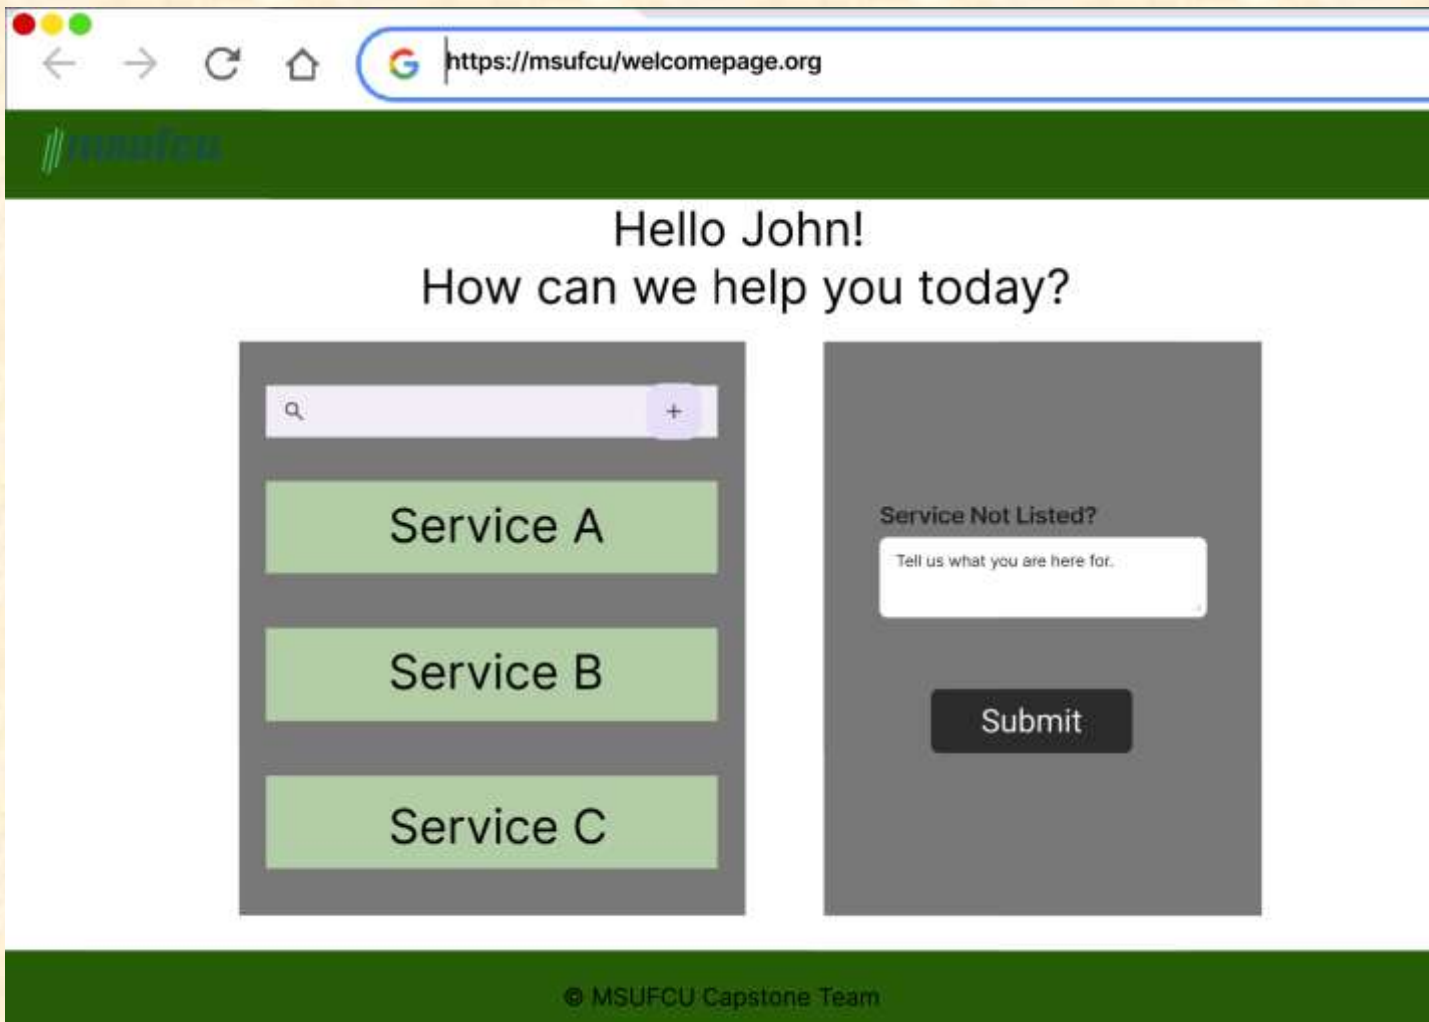 https://msufcu/welcomepage.org
msufcu
Hello John!
How can we help you today?
Service A
Service B
Service C
Service Not Listed?
Tell us what you are here for.
Submit
© MSUFCU Capstone Team